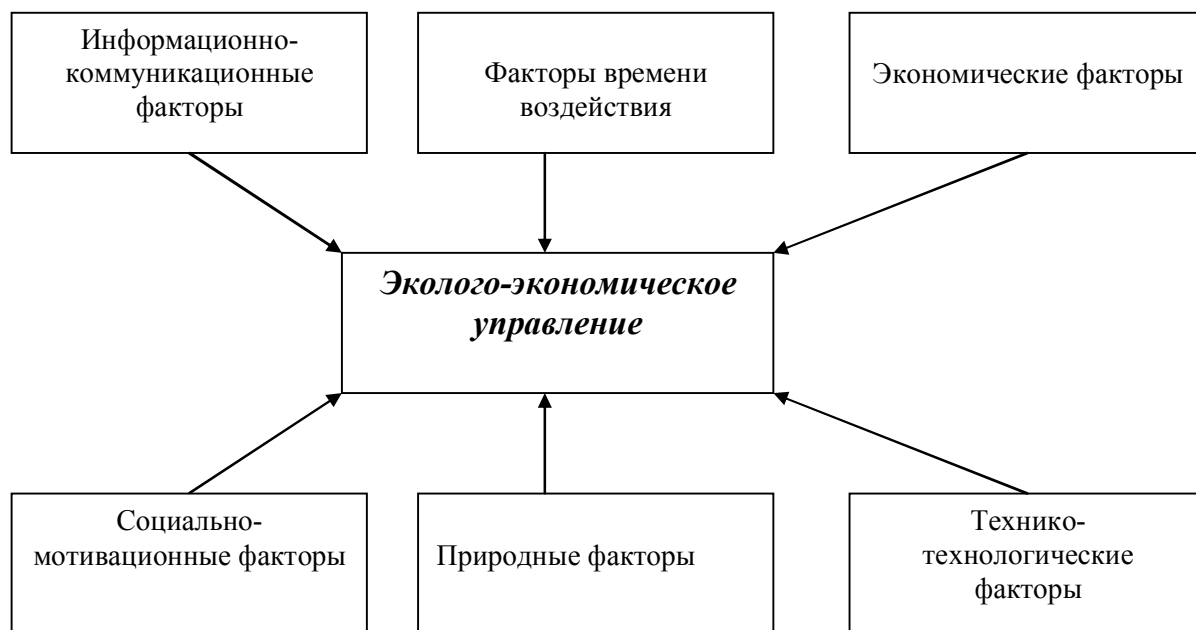 Информационно-
коммуникационные
факторы
Факторы времени
воздействия
Экономические факторы
Эколого-экономическое
управление
Социально-
мотивационные факторы
Природные факторы
Технико-
технологические
факторы